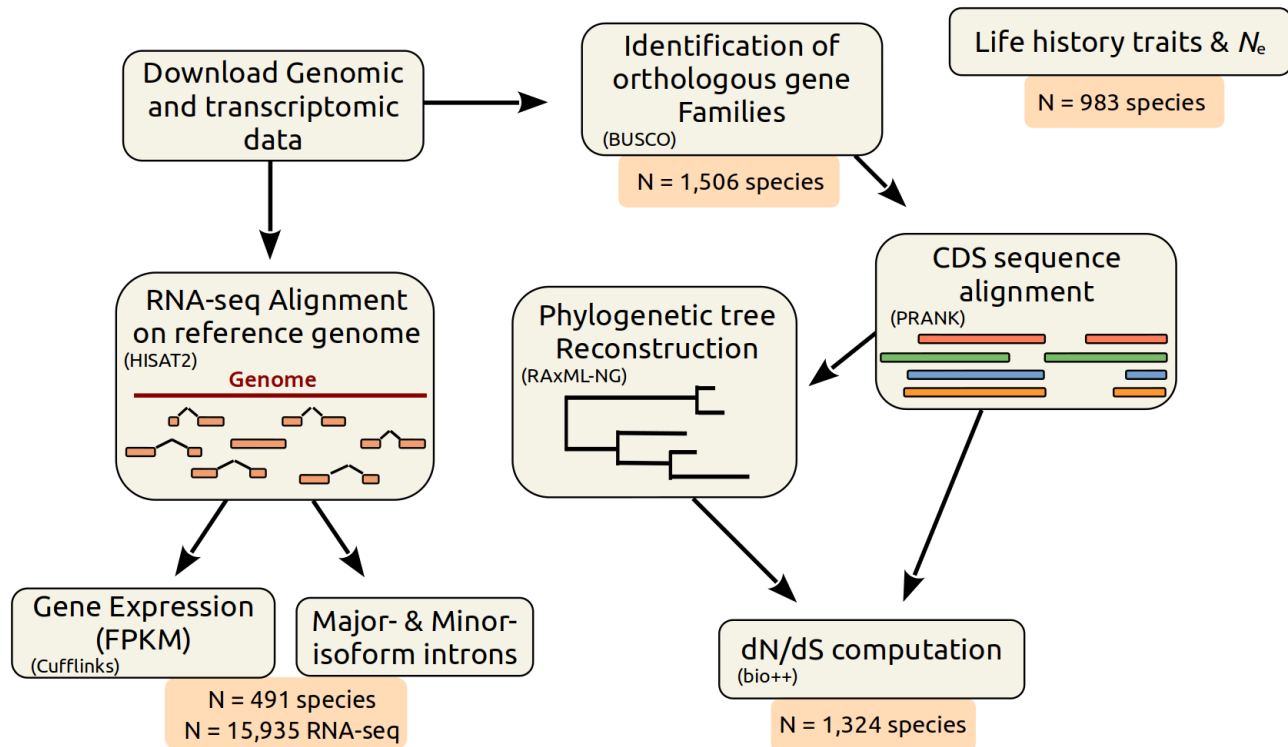 Download Genomic
and transcriptomic
data
Identification of
orthologous gene
Families
(BUSCO)
N = 1,506 species
Life history traits & Ne
N = 983 species
RNA-seq Alignment
on reference genome
(HISAT2)
Genome
Phylogenetic tree
Reconstruction
(RAxML-NG)
CDS sequence
alignment
(PRANK)
Gene Expression
(FPKM)
(Cufflinks)
Major- & Minor-
isoform introns
N = 491 species
N = 15,935 RNA-seq
dN/dS computation
(bio++)
N = 1,324 species